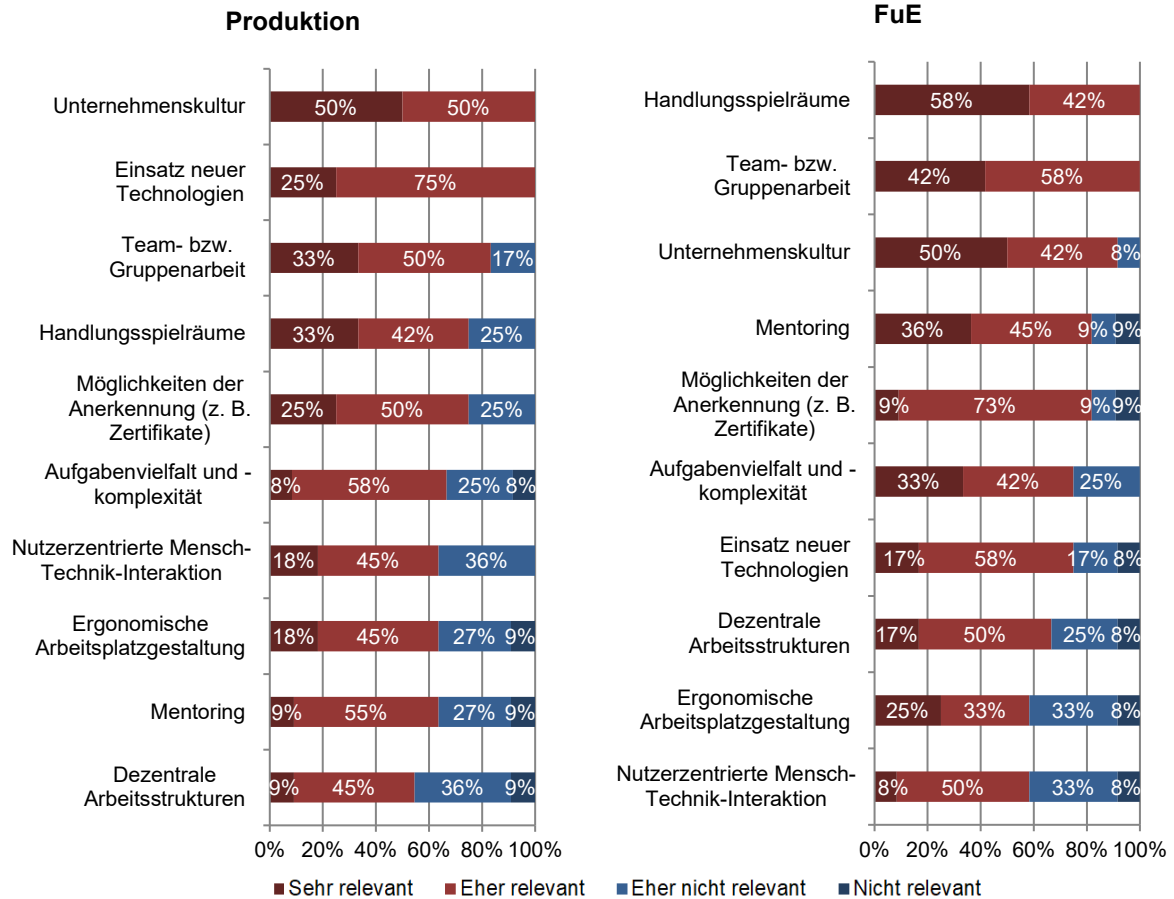 Produktion
Unternehmenskultur
50% 50%
Einsatz neuer
Technologien
25% 75%
Team- bzw.
Gruppenarbeit
33% 50% 17%
Handlungsspielräume
33% 42% 25%
Möglichkeiten der
Anerkennung (z. B.
Zertifikate)
25% 50% 25%
Aufgabenvielfalt und -
komplexität
8% 58% 25% 8%
Nutzerzentrierte Mensch-
Technik-Interaktion
18% 45% 36%
Ergonomische
Arbeitsplatzgestaltung
18% 45% 27% 9%
Mentoring
9% 55% 27% 9%
Dezentrale
Arbeitsstrukturen
9% 45% 36% 9%
0% 20% 40% 60% 80% 100%
FuE
Handlungsspielräume
58% 42%
Team- bzw.
Gruppenarbeit
42% 58%
Unternehmenskultur
50% 42% 8%
Mentoring
36% 45% 9% 9%
Möglichkeiten der
Anerkennung (z. B.
Zertifikate)
9% 73% 9% 9%
Aufgabenvielfalt und -
komplexität
33% 42% 25%
Einsatz neuer
Technologien
17% 58% 17% 8%
Dezentrale
Arbeitsstrukturen
17% 50% 25% 8%
Ergonomische
Arbeitsplatzgestaltung
25% 33% 33% 8%
Nutzerzentrierte Mensch-
Technik-Interaktion
8% 50% 33% 8%
0% 20% 40% 60% 80% 100%
Sehr relevant Eher relevant Eher nicht relevant Nicht relevant